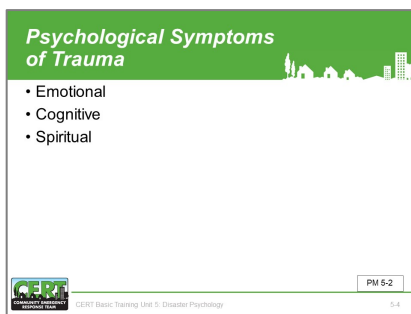 Psychological Symptoms
of Trauma
• Emotional
• Cognitive
• Spiritual
PM 5-2
CERT
COMMUNITY EMERGENCY
RESPONSE TEAM
CERT Basic Training Unit 5: Disaster Psychology
5-4